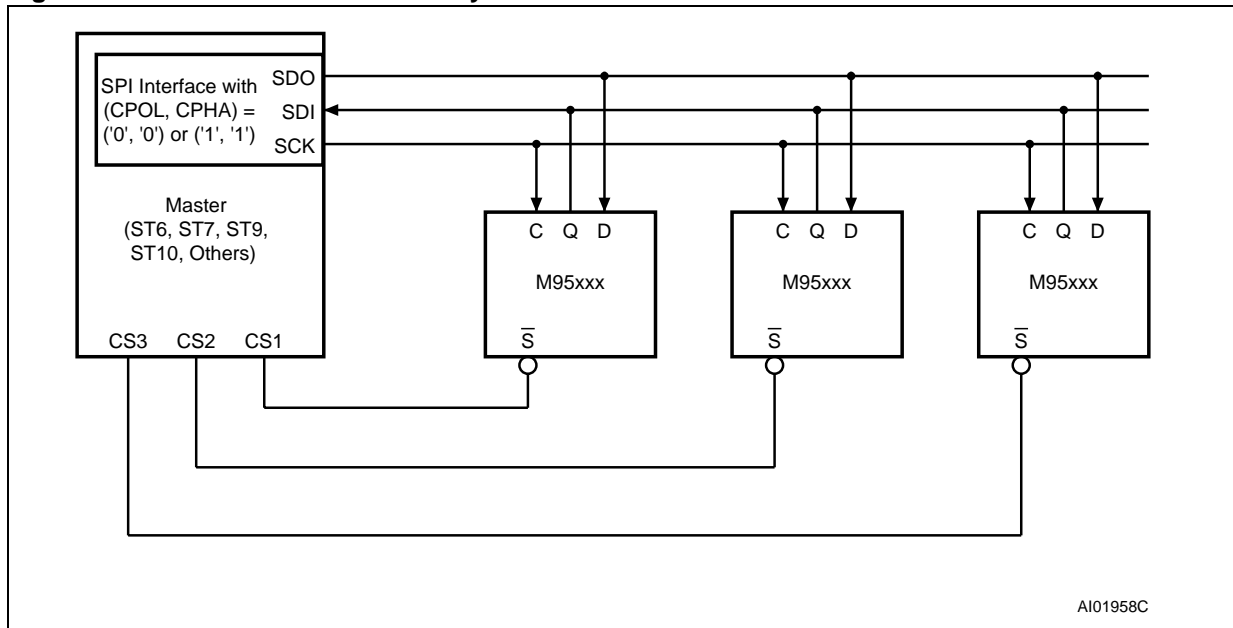 SPI Interface with
(CPOL, CPHA) =
('0', '0') or ('1', '1')
SDO
SDI
SCK
Master
(ST6, ST7, ST9,
ST10, Others)
CS3 CS2 CS1
C Q D
M95xxx
S̅
C Q D
M95xxx
S̅
C Q D
M95xxx
S̅
AI01958C